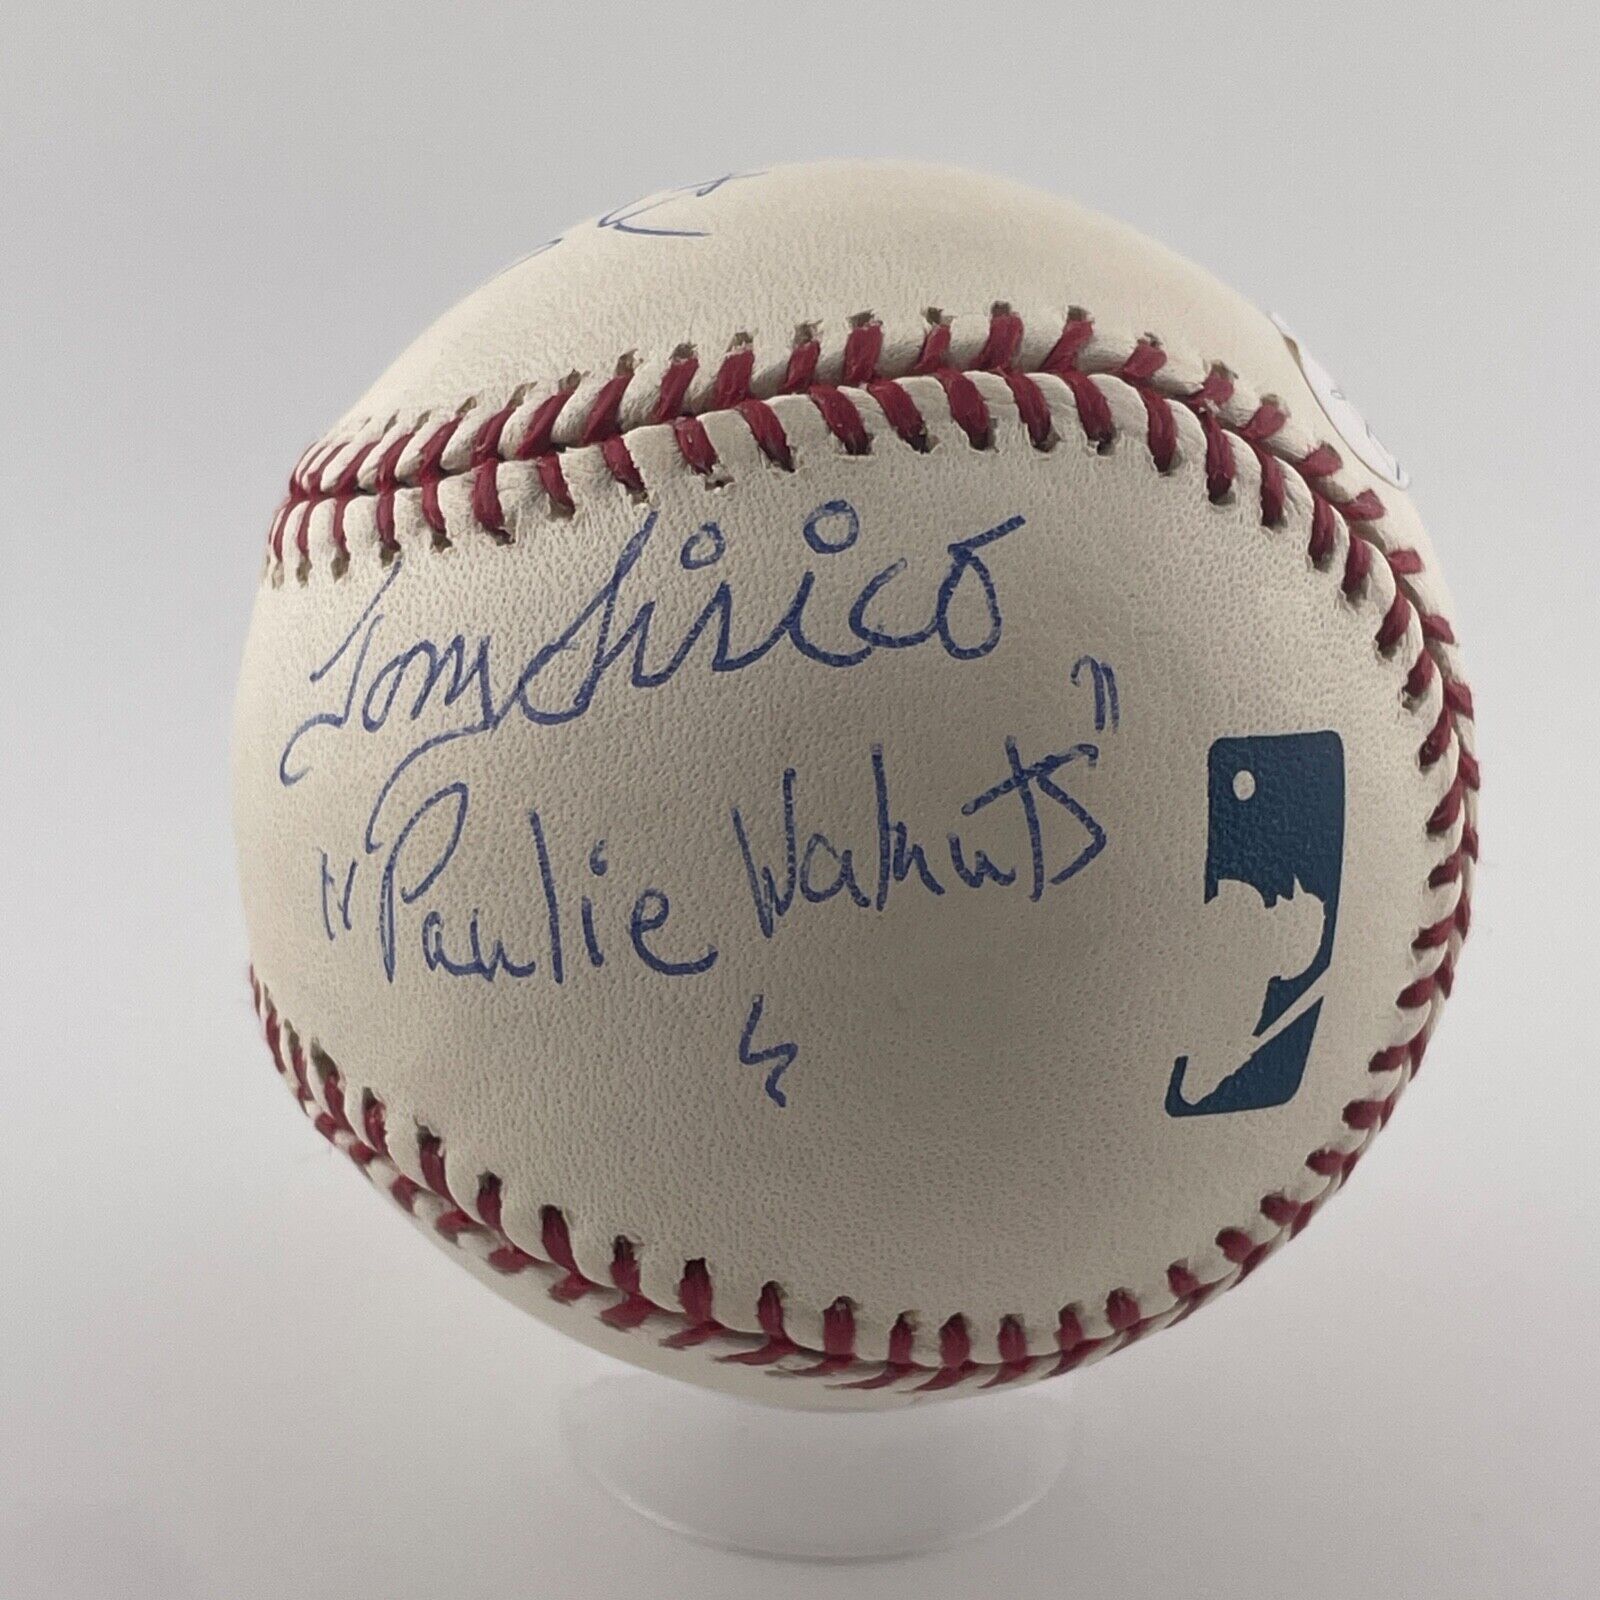 Tony Sirico
"Paulie Walnuts"